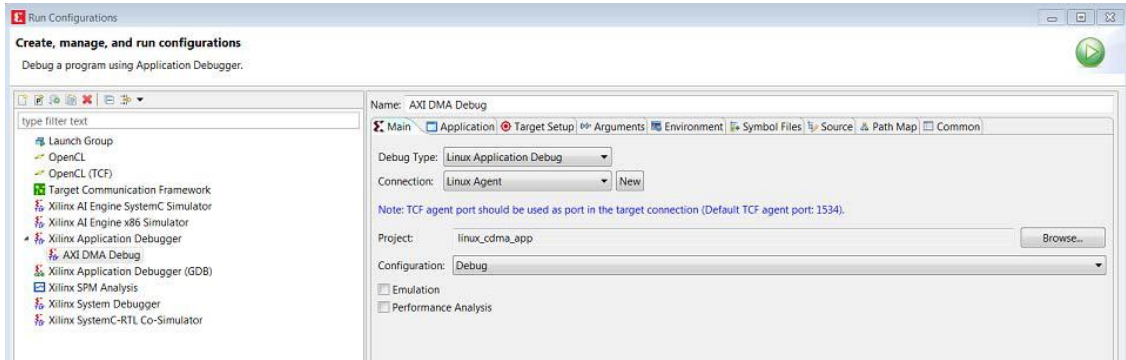 Run Configurations
Create, manage, and run configurations
Debug a program using Application Debugger.
type filter text
Launch Group
OpenCL
OpenCL (TCF)
Target Communication Framework
Xilinx AI Engine SystemC Simulator
Xilinx AI Engine x86 Simulator
Xilinx Application Debugger
AXI DMA Debug
Xilinx Application Debugger (GDB)
Xilinx SPM Analysis
Xilinx System Debugger
Xilinx SystemC-RTL Co-Simulator
Name: AXI DMA Debug
Main Application Target Setup Arguments Environment Symbol Files Source Path Map Common
Debug Type: Linux Application Debug
Connection: Linux Agent New
Note: TCF agent port should be used as port in the target connection (Default TCF agent port: 1534).
Project: linux_cdma_app Browse...
Configuration: Debug
Emulation
Performance Analysis